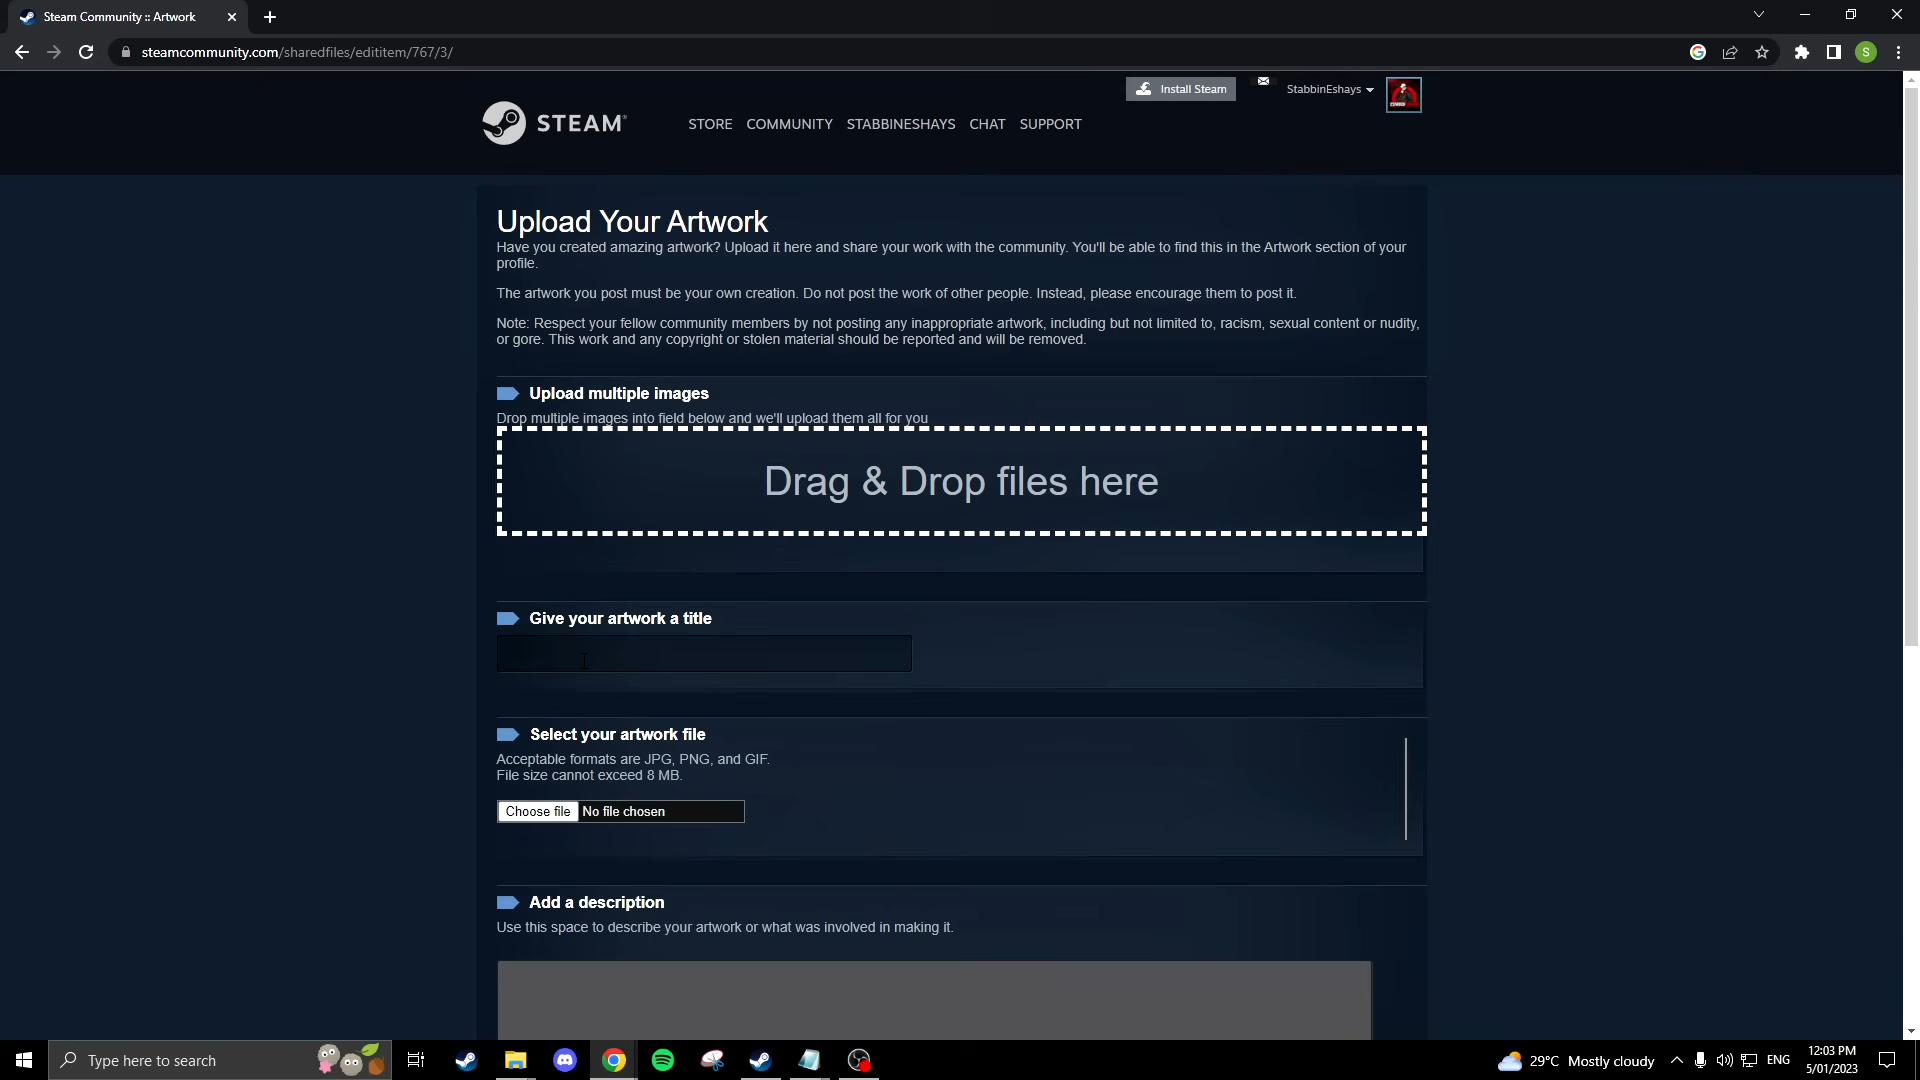 Steam Community :: Artwork
steamcommunity.com/sharedfiles/edititem/767/3/
S
Install Steam
StabbinEshays
STEAM
STORE COMMUNITY STABBINESHAYS CHAT SUPPORT
Upload Your Artwork
Have you created amazing artwork? Upload it here and share your work with the community. You'll be able to find this in the Artwork section of your
profile.
The artwork you post must be your own creation. Do not post the work of other people. Instead, please encourage them to post it.
Note: Respect your fellow community members by not posting any inappropriate artwork, including but not limited to, racism, sexual content or nudity,
or gore. This work and any copyright or stolen material should be reported and will be removed.
Upload multiple images
Drop multiple images into field below and we'll upload them all for you
Drag & Drop files here
Give your artwork a title
Select your artwork file
Acceptable formats are JPG, PNG, and GIF.
File size cannot exceed 8 MB.
Choose file No file chosen
Add a description
Use this space to describe your artwork or what was involved in making it.
Type here to search
29°C Mostly cloudy
ENG
12:03 PM
5/01/2023